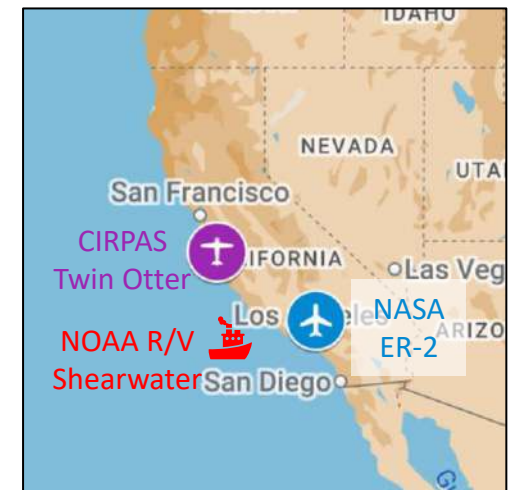 IDAHO
NEVADA
UTA
San Francisco
CIRPAS
Twin Otter
IFORNIA
Las Veg
Los
eles
NASA
ER-2
ARIZO
NOAA R/V
Shearwater
San Diego